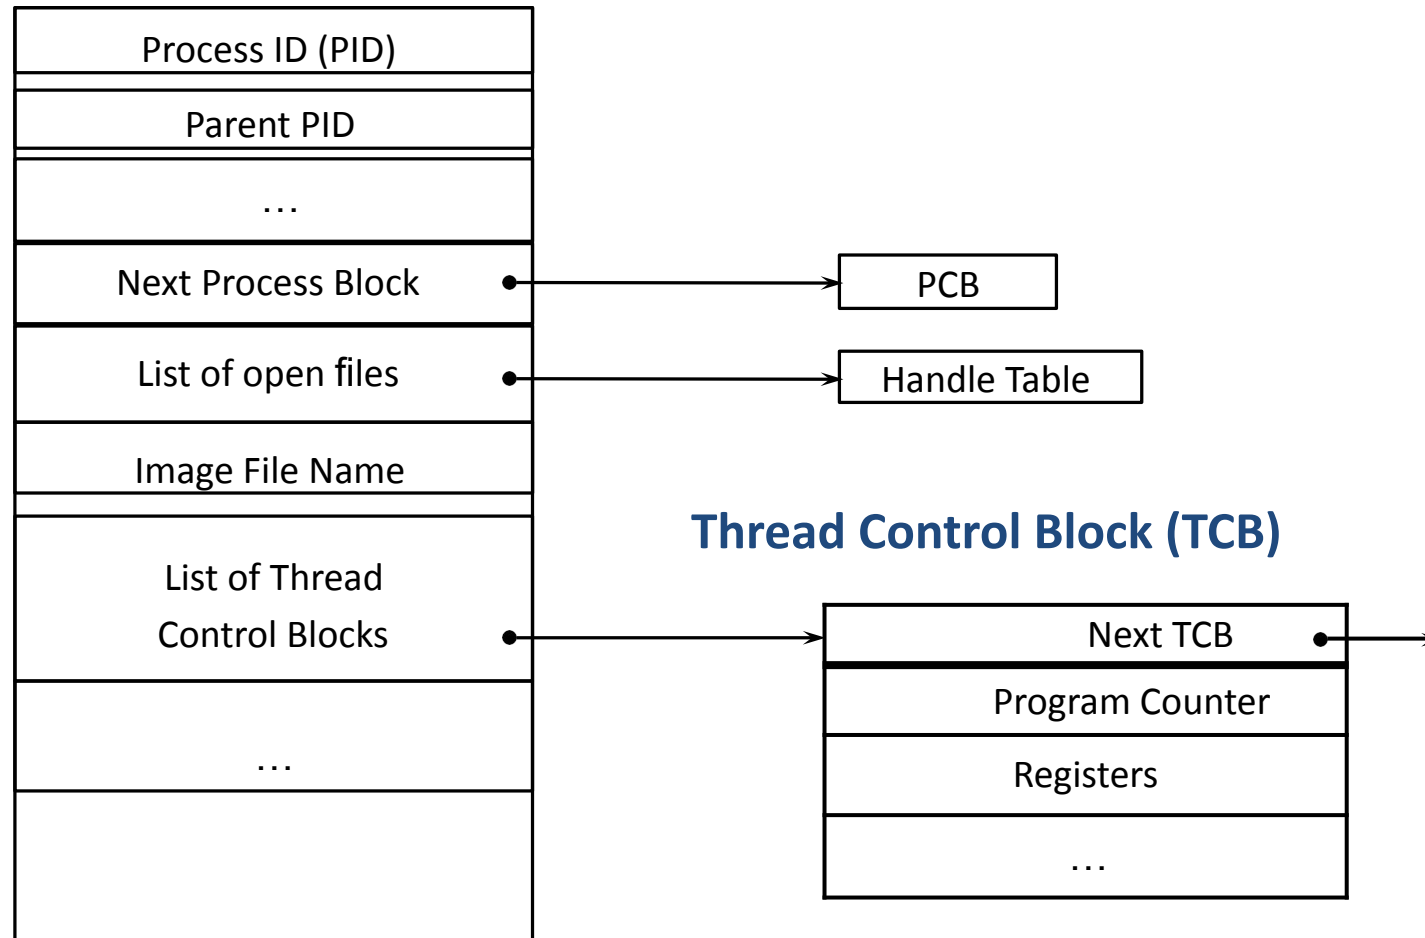 Process ID (PID)
Parent PID
…
Next Process Block
PCB
List of open files
Handle Table
Image File Name
Thread Control Block (TCB)
List of Thread
Control Blocks
Next TCB
Program Counter
Registers
…
…